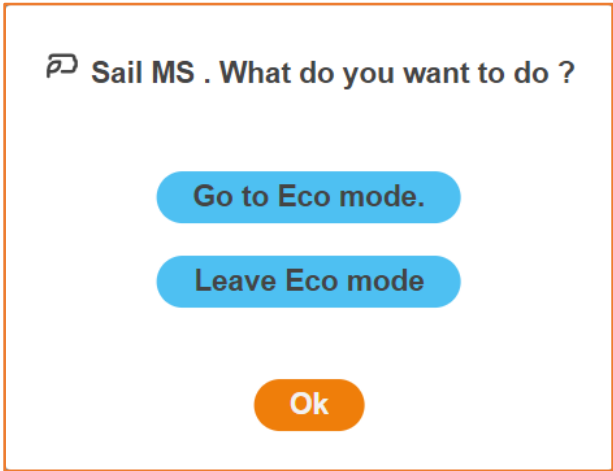 Sail MS . What do you want to do ?
Go to Eco mode.
Leave Eco mode
Ok